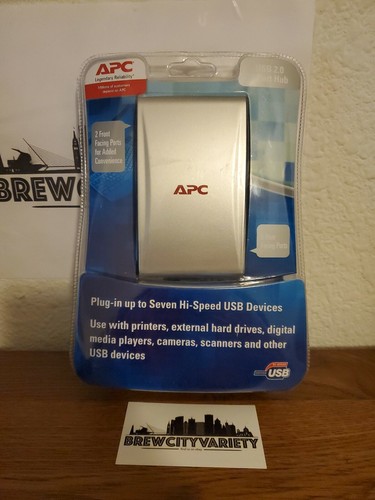 APC
Legendary Reliability®
2 Front
Facing Ports
for Added
Convenience
BREWCITY
APC
Plug-in up to Seven Hi-Speed USB Devices
Use with printers, external hard drives, digital
media players, cameras, scanners and other
USB devices
USB
BREWCITYVARIETY